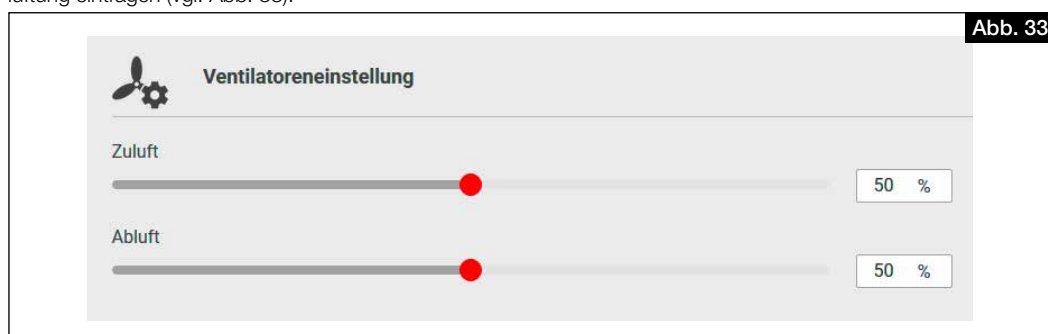 Abb. 33
Ventilatoreneinstellung
Zuluft
50 %
Abluft
50 %